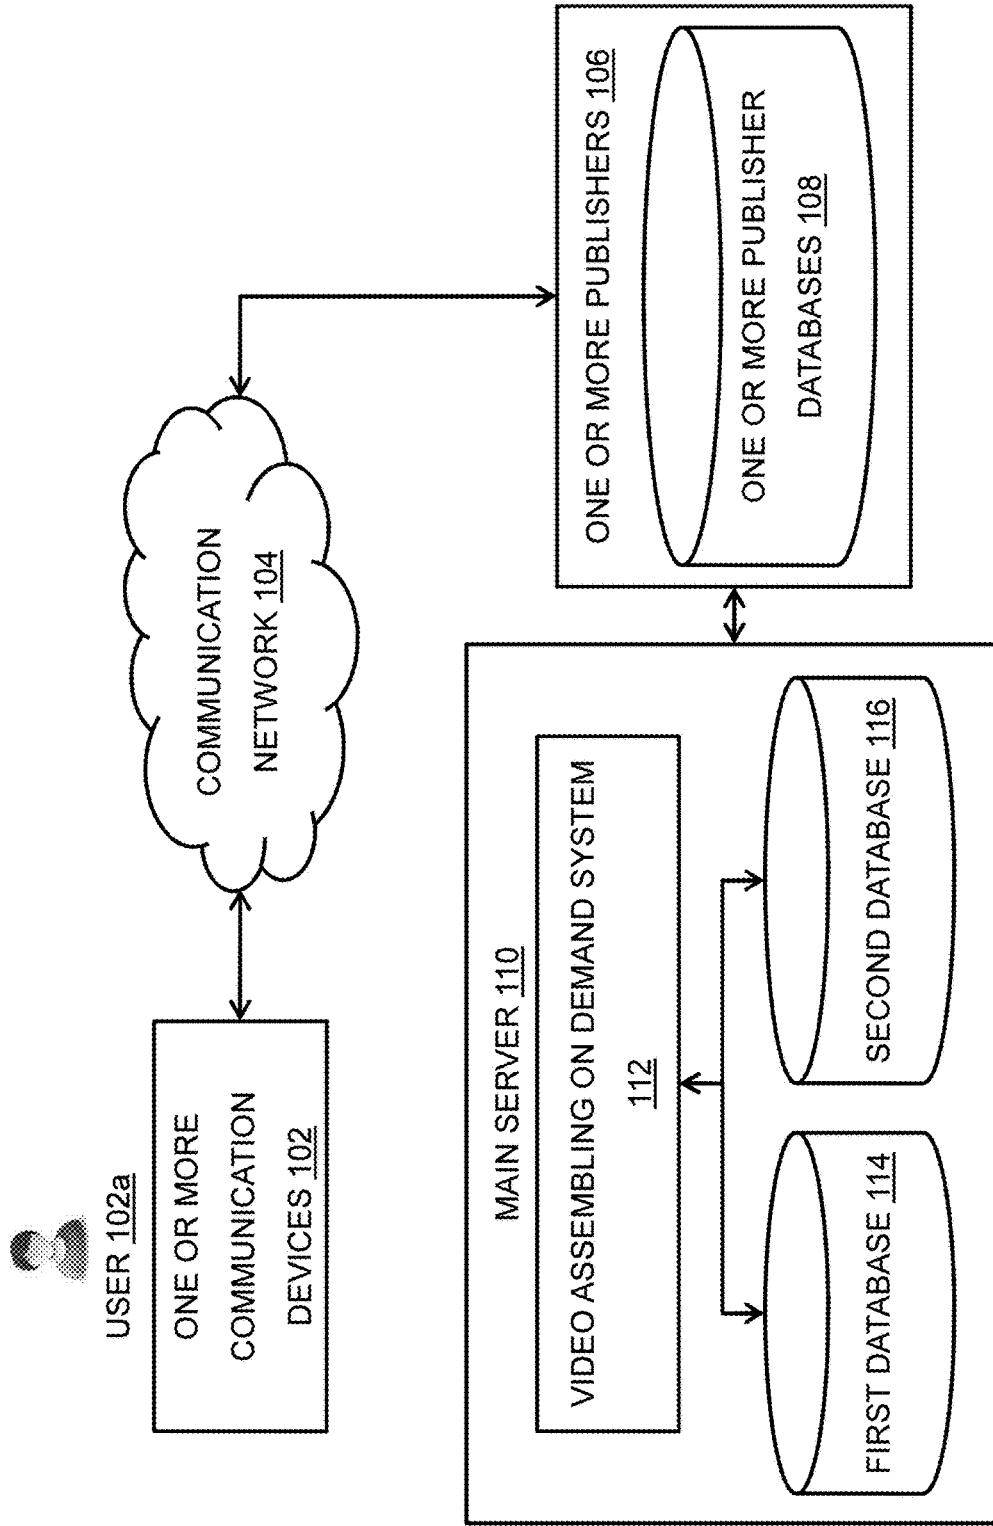 USER 102a
ONE OR MORE
COMMUNICATION
DEVICES 102
COMMUNICATION
NETWORK 104
ONE OR MORE PUBLISHERS 106
ONE OR MORE PUBLISHER
DATABASES 108
MAIN SERVER 110
VIDEO ASSEMBLING ON DEMAND SYSTEM
112
FIRST DATABASE 114
SECOND DATABASE 116